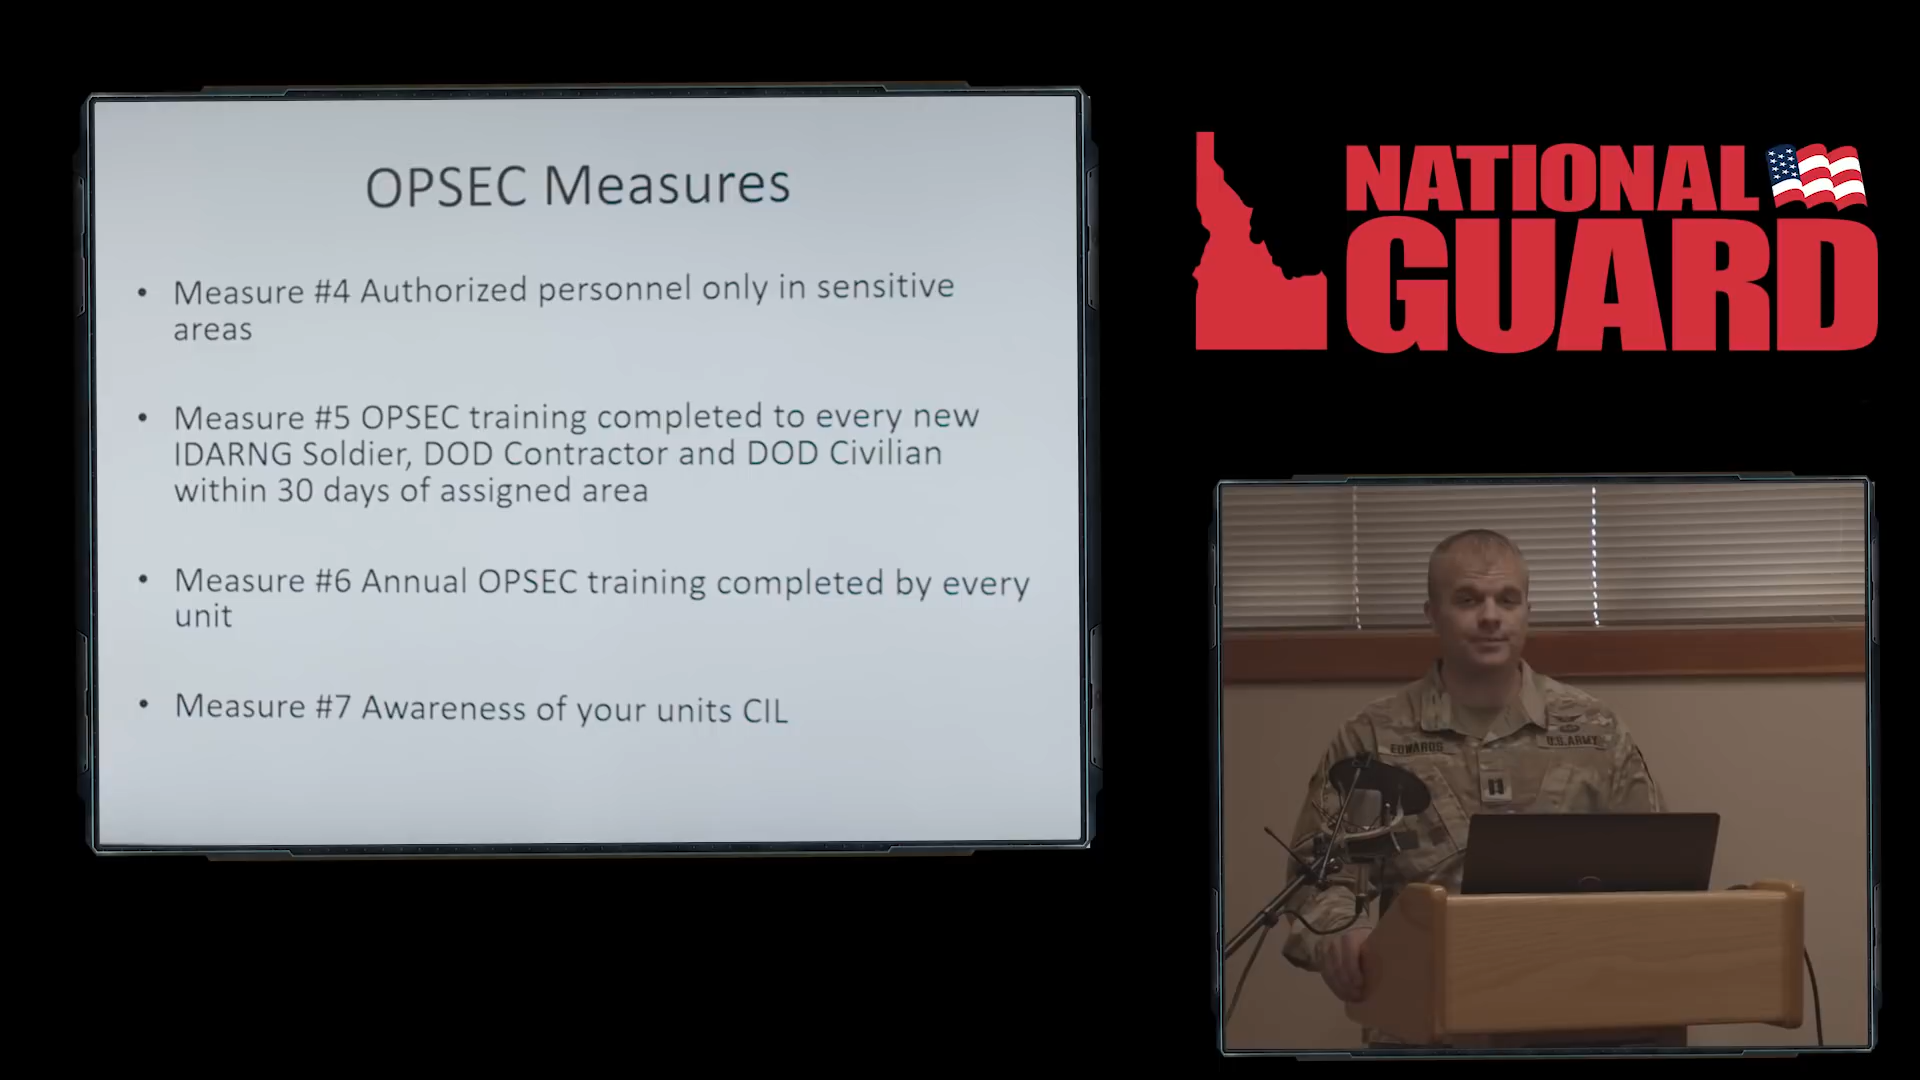 OPSEC Measures
• Measure #4 Authorized personnel only in sensitive
areas
• Measure #5 OPSEC training completed to every new
IDARNG Soldier, DOD Contractor and DOD Civilian
within 30 days of assigned area
• Measure #6 Annual OPSEC training completed by every
unit
• Measure #7 Awareness of your units CIL
NATIONAL
GUARD
EDWARDS
U.S. ARMY